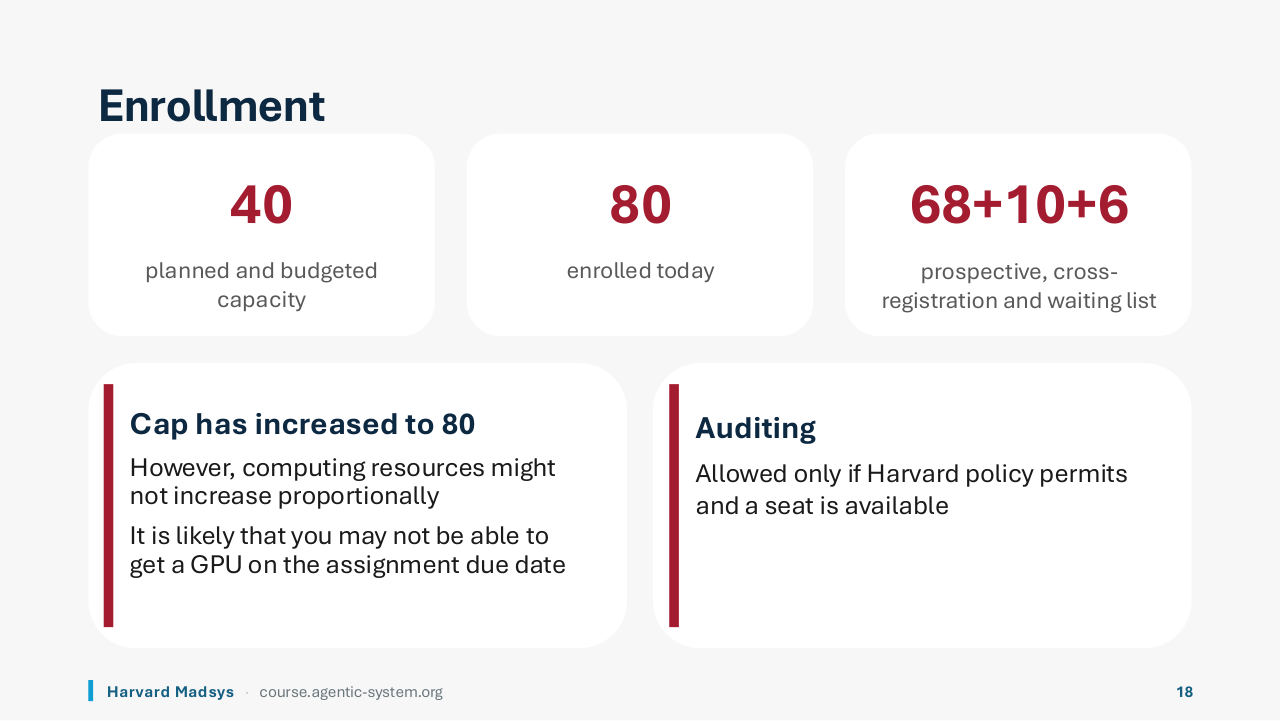 Enrollment
40
planned and budgeted
capacity
80
enrolled today
68+10+6
prospective, cross-
registration and waiting list
Cap has increased to 80
However, computing resources might
not increase proportionally
It is likely that you may not be able to
get a GPU on the assignment due date
Auditing
Allowed only if Harvard policy permits
and a seat is available
Harvard Madsys · course.agentic-system.org
18